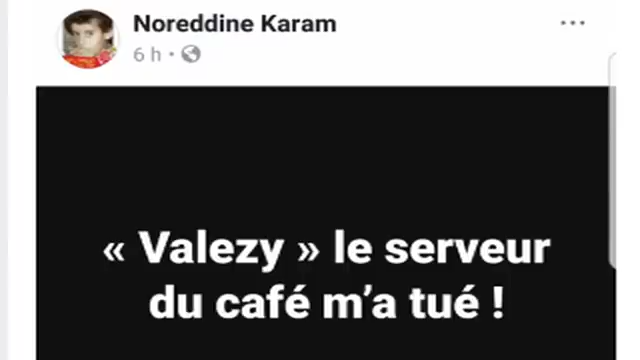 Noreddine Karam
6 h
« Valezy » le serveur
du café m’a tué !